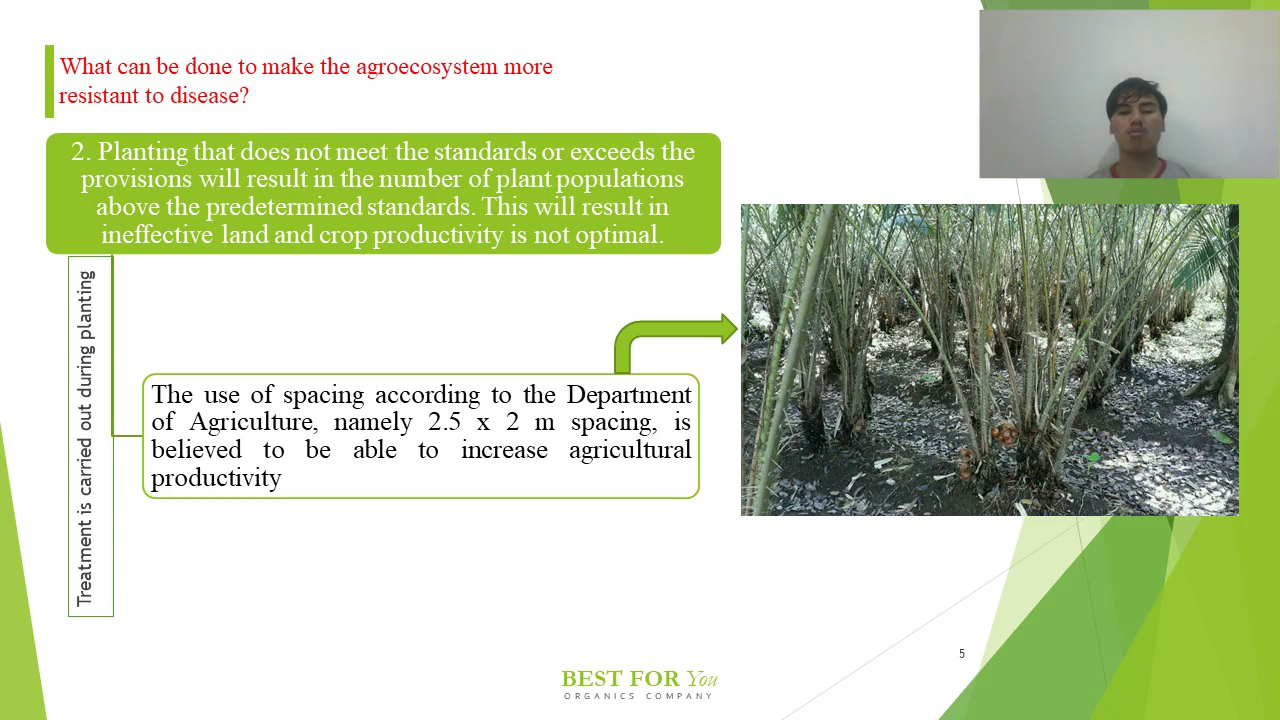 What can be done to make the agroecosystem more
resistant to disease?
2. Planting that does not meet the standards or exceeds the
provisions will result in the number of plant populations
above the predetermined standards. This will result in
ineffective land and crop productivity is not optimal.
Treatment is carried out during planting
The use of spacing according to the Department
of Agriculture, namely 2.5 x 2 m spacing, is
believed to be able to increase agricultural
productivity
5
BEST FOR You
ORGANICS COMPANY